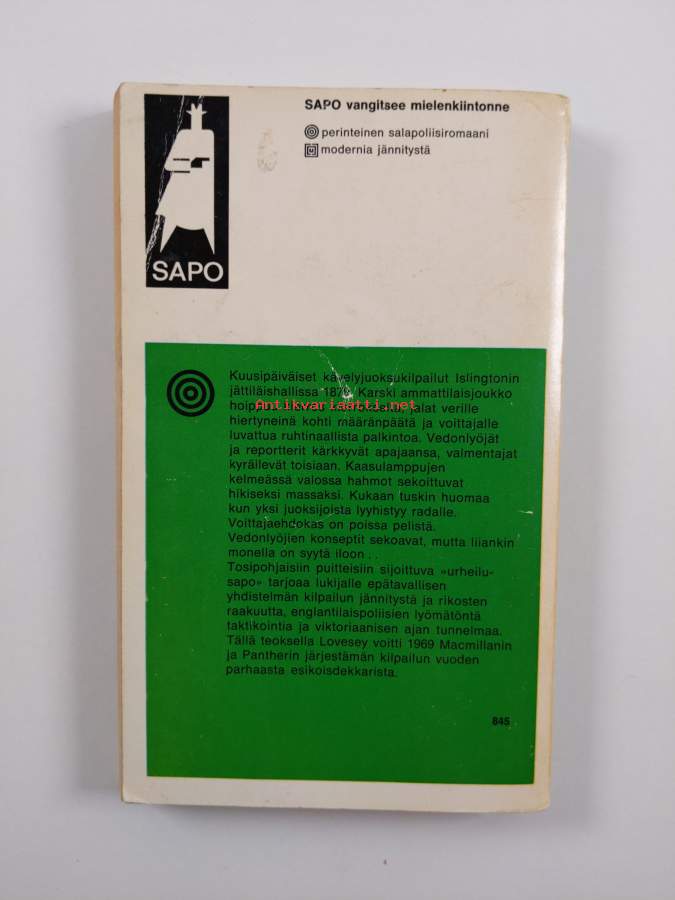 SAPO vangitsee mielenkiintonne
perinteinen salapoliisiromaani
modernia jännitystä
SAPO
Kuusipäiväiset kävelyjuoksukilpailut Islingtonin
jättiläishallissa 187 Karski ammattilaisjoukko
Antikvariaatti.net
jalat verille
hiertyneinä kohti määränpäätä ja voittajalle
luvattua ruhtinaallista palkintoa. Vedonlyöjät
ja reportterit kärkkyvät apajaansa, valmentajat
kyräilevät toisiaan. Kaasulamppujen
kelmeässä valossa hahmot sekoittuvat
hikiseksi massaksi. Kukaan tuskin huomaa
kun yksi juoksijoista lyyhistyy radalle.
Voittajaehdokas on poissa pelistä.
Vedonlyöjien konseptit sekoavat, mutta liiankin
monella on syytä iloon . .
Tosipohjaisiin puitteisiin sijoittuva »urheilu-
sapo» tarjoaa lukijalle epätavallisen
yhdistelmän kilpailun jännitystä ja rikosten
raakuutta, englantilaispoliisien lyömätöntä
taktikointia ja viktoriaanisen ajan tunnelmaa.
Tällä teoksella Lovesey voitti 1969 Macmillanin
ja Pantherin järjestämän kilpailun vuoden
parhaasta esikoisdekkarista.
845